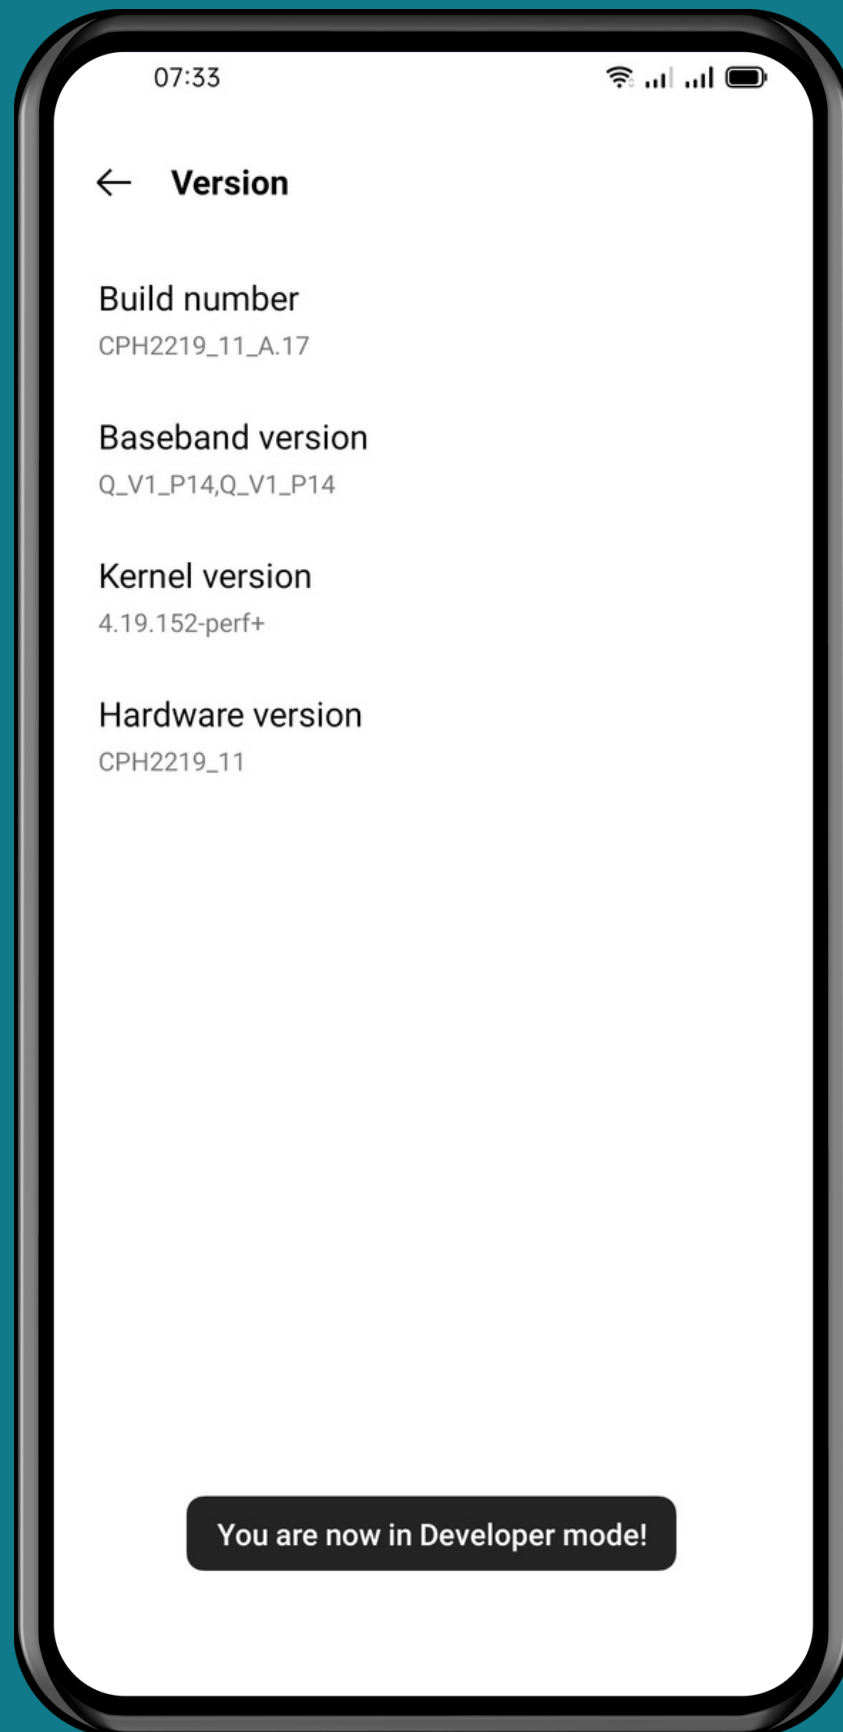 07:33
Version
Build number
CPH2219_11_A.17
Baseband version
Q_V1_P14,Q_V1_P14
Kernel version
4.19.152-perf+
Hardware version
CPH2219_11
You are now in Developer mode!